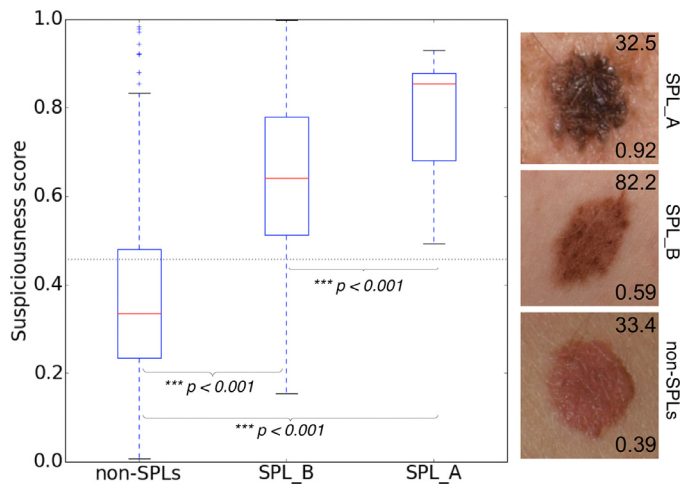 Suspiciousness score
1.0
0.8
0.6
0.4
0.2
0.0
*** p < 0.001
*** p < 0.001
*** p < 0.001
non-SPLs
SPL_B
SPL_A
32.5
0.92
SPL_A
82.2
0.59
SPL_B
33.4
0.39
non-SPLs